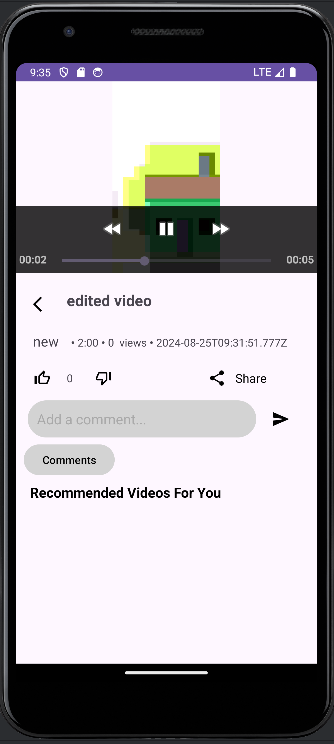 9:35 LTE
00:02 00:05
edited video
new • 2:00 • 0 views • 2024-08-25T09:31:51.777Z
0 Share
Add a comment...
Comments
Recommended Videos For You